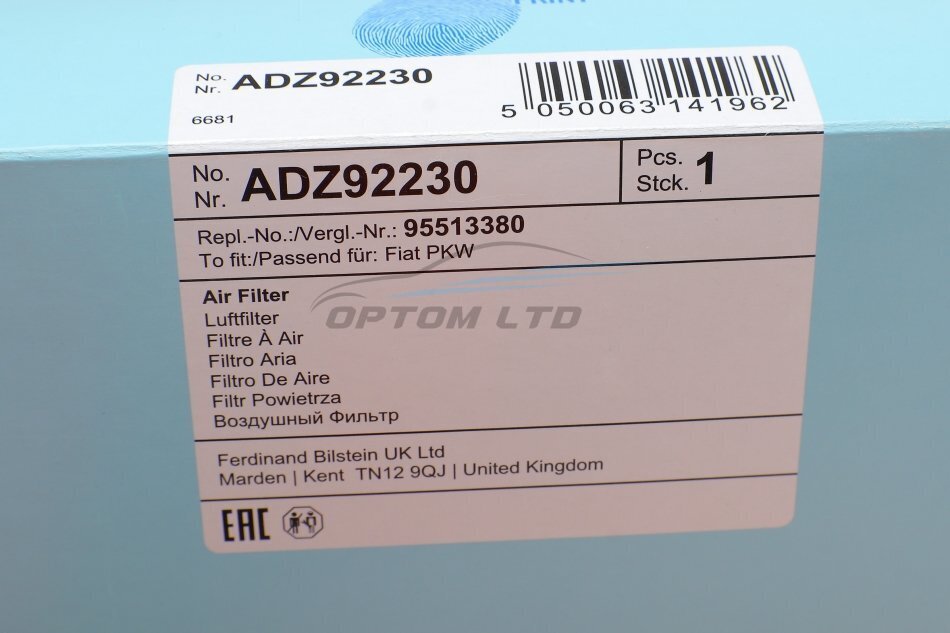 PRINT
No. ADZ92230
Nr.
6681
5 050063 141962
No. ADZ92230
Nr.
Pcs. 1
Stck.
Repl.-No.:/Vergl.-Nr.: 95513380
To fit:/Passend für: Fiat PKW
Air Filter
Luftfilter
Filtre À Air
Filtro Aria
Filtro De Aire
Filtr Powietrza
Воздушный Фильтр
OPTOM LTD
Ferdinand Bilstein UK Ltd
Marden | Kent TN12 9QJ | United Kingdom
EAC